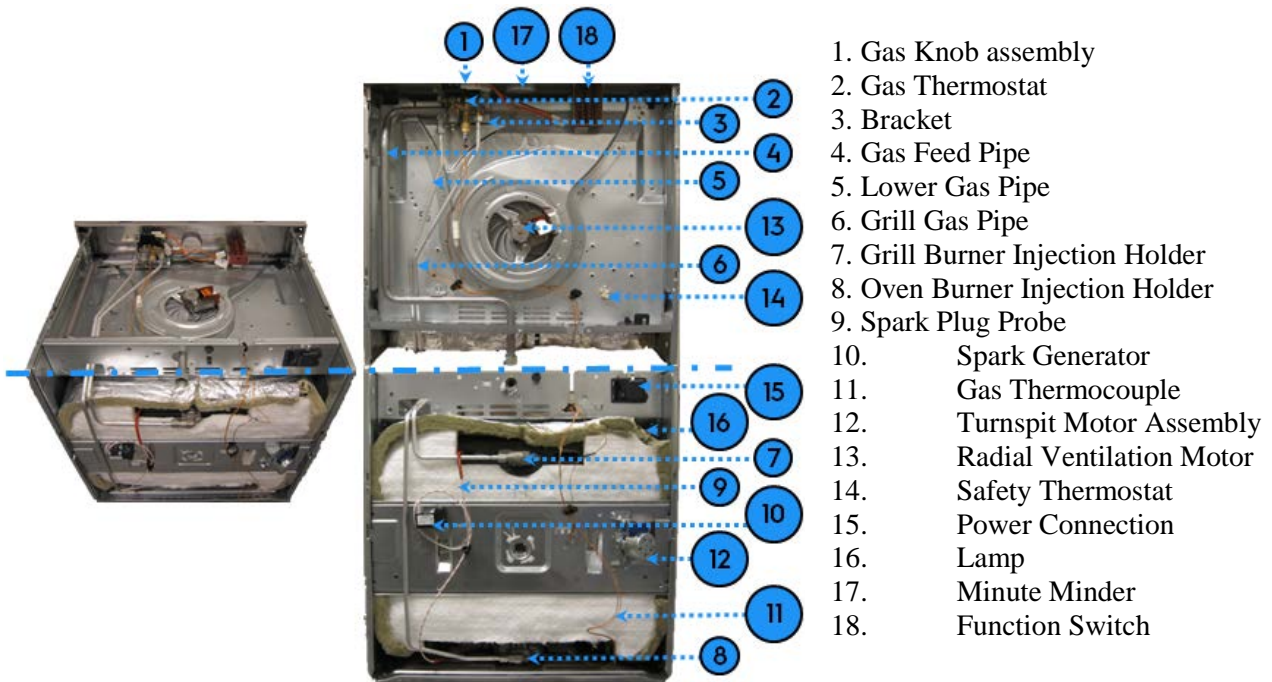 1 17 18
2
3
4
5
13
6
14
15
16
7
9
10
12
11
8
1. Gas Knob assembly
2. Gas Thermostat
3. Bracket
4. Gas Feed Pipe
5. Lower Gas Pipe
6. Grill Gas Pipe
7. Grill Burner Injection Holder
8. Oven Burner Injection Holder
9. Spark Plug Probe
10. Spark Generator
11. Gas Thermocouple
12. Turnspit Motor Assembly
13. Radial Ventilation Motor
14. Safety Thermostat
15. Power Connection
16. Lamp
17. Minute Minder
18. Function Switch